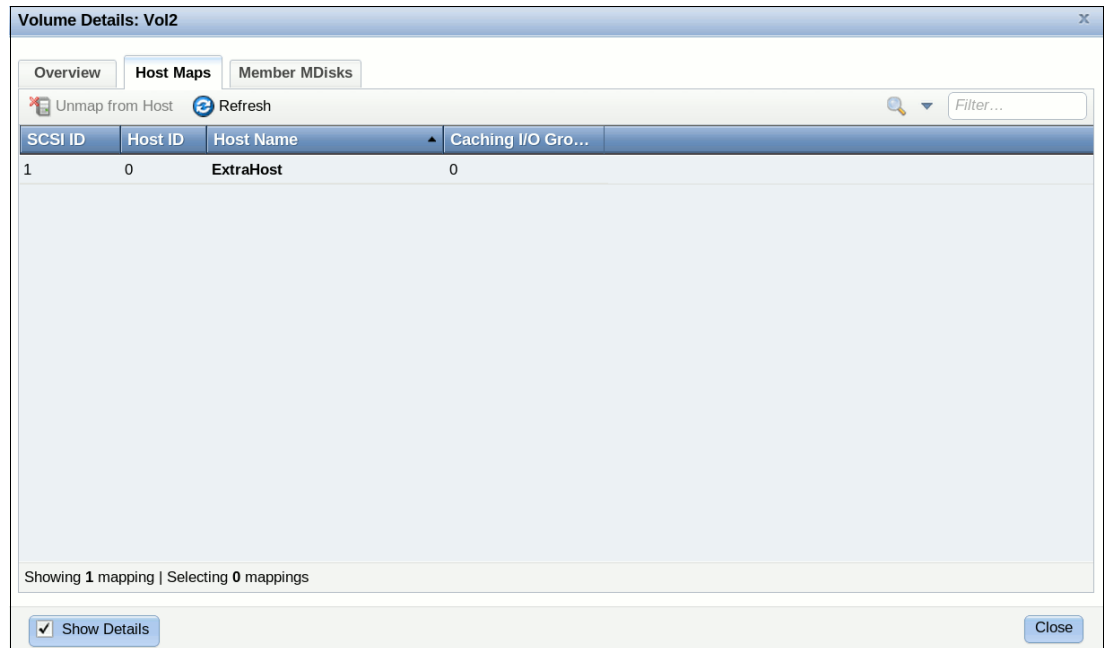 Volume Details: Vol2
x
Overview Host Maps Member MDisks
Unmap from Host Refresh Filter…
SCSI ID Host ID Host Name Caching I/O Gro…
1 0 ExtraHost 0
Showing 1 mapping | Selecting 0 mappings
Show Details Close